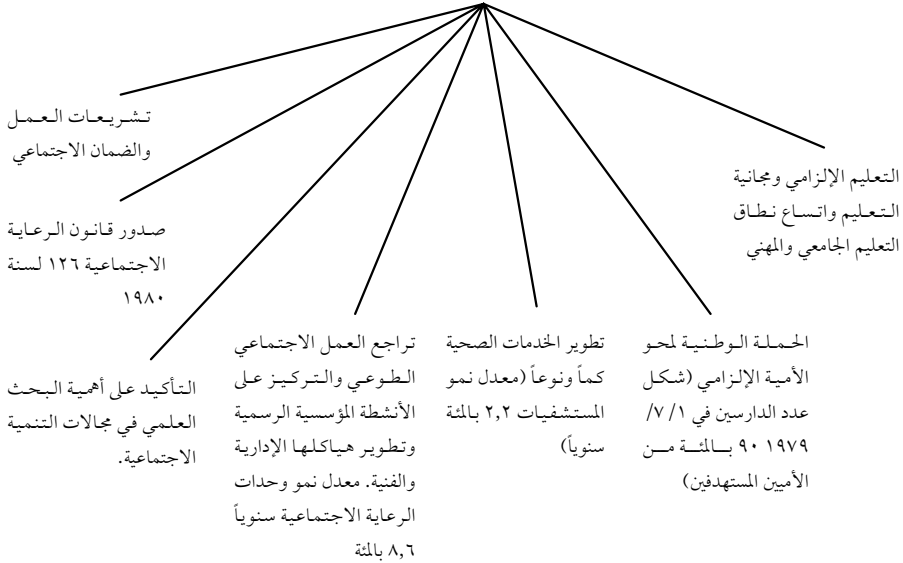 التعليم الإلزامي ومجانية
التعليم واتساع نطاق
التعليم الجامعي والمهني
الحملة الوطنية لمحو
الأمية الإلزامي (شكل
عدد الدارسين في ١/ ٧/
١٩٧٩ ٩٠ بالمئة من
الأميين المستهدفين)
تطوير الخدمات الصحية
كماً ونوعاً (معدل نمو
المستشفيات ٢,٢ بالمئة
سنوياً)
تراجع العمل الاجتماعي
الطوعي والتركيز على
الأنشطة المؤسسية الرسمية
وتطوير هياكلها الإدارية
والفنية. معدل نمو وحدات
الرعاية الاجتماعية سنوياً
٨,٦ بالمئة
التأكيد على أهمية البحث
العلمي في مجالات التنمية
الاجتماعية.
صدور قانون الرعاية
الاجتماعية ١٢٦ لسنة
١٩٨٠
تشريعات العمل
والضمان الاجتماعي